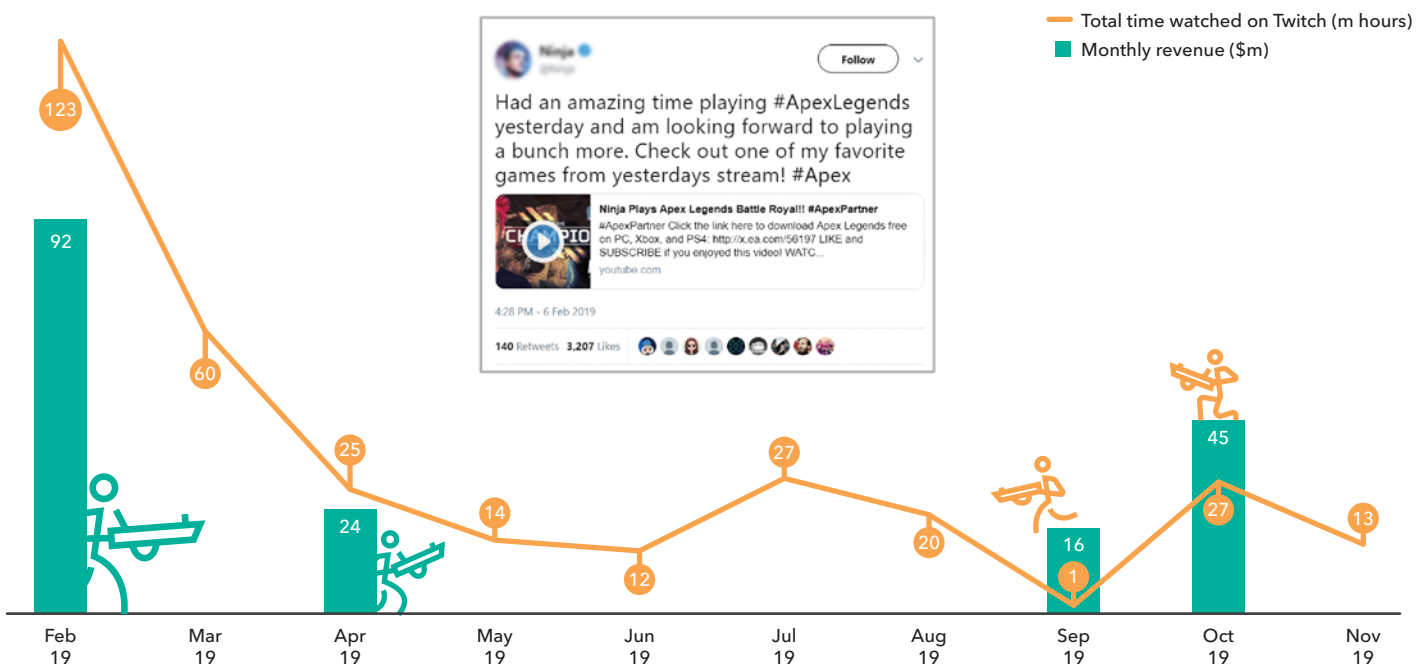 Total time watched on Twitch (m hours)
Monthly revenue ($m)
Ninja
@Ninja
Follow
Had an amazing time playing #ApexLegends
yesterday and am looking forward to playing
a bunch more. Check out one of my favorite
games from yesterdays stream! #Apex
CHAMPIO
Ninja Plays Apex Legends Battle Royal!! #ApexPartner
#ApexPartner Click the link here to download Apex Legends free
on PC, Xbox, and PS4: http://x.ea.com/56197 LIKE and
SUBSCRIBE if you enjoyed this video! WATC...
youtube.com
4:28 PM - 6 Feb 2019
140 Retweets 3,207 Likes
123
60
25
14
12
27
20
1
27
13
92
24
16
45
Feb
19
Mar
19
Apr
19
May
19
Jun
19
Jul
19
Aug
19
Sep
19
Oct
19
Nov
19